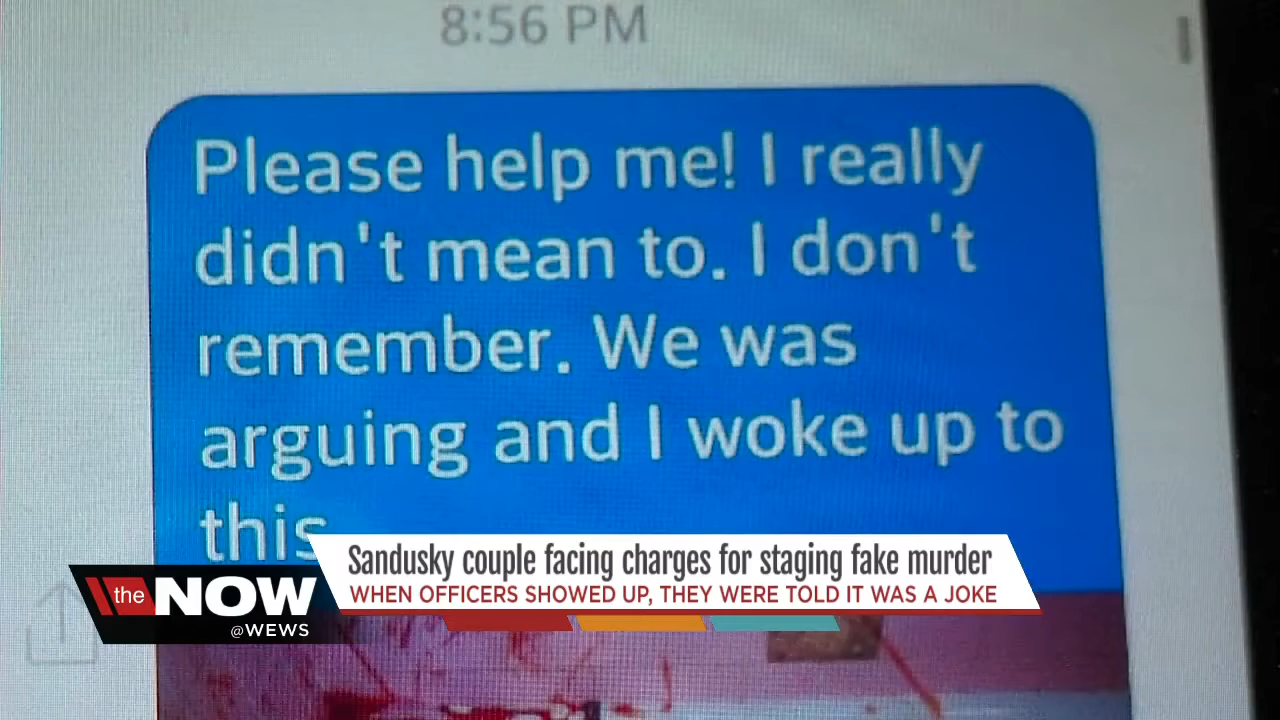 8:56 PM
Please help me! I really
didn't mean to. I don't
remember. We was
arguing and I woke up to
this
Sandusky couple facing charges for staging fake murder
WHEN OFFICERS SHOWED UP, THEY WERE TOLD IT WAS A JOKE
the NOW
@WEWS